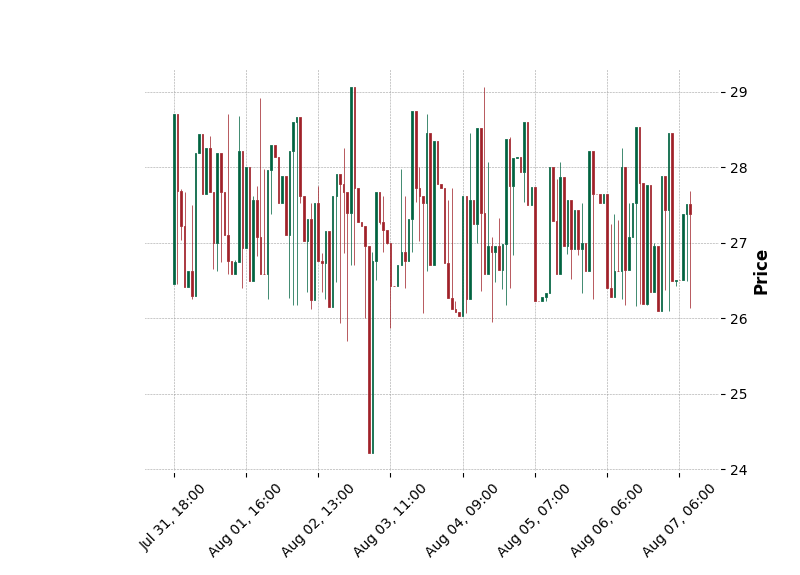 29
28
27
26
25
24
Price
Jul 31, 18:00
Aug 01, 16:00
Aug 02, 13:00
Aug 03, 11:00
Aug 04, 09:00
Aug 05, 07:00
Aug 06, 06:00
Aug 07, 06:00